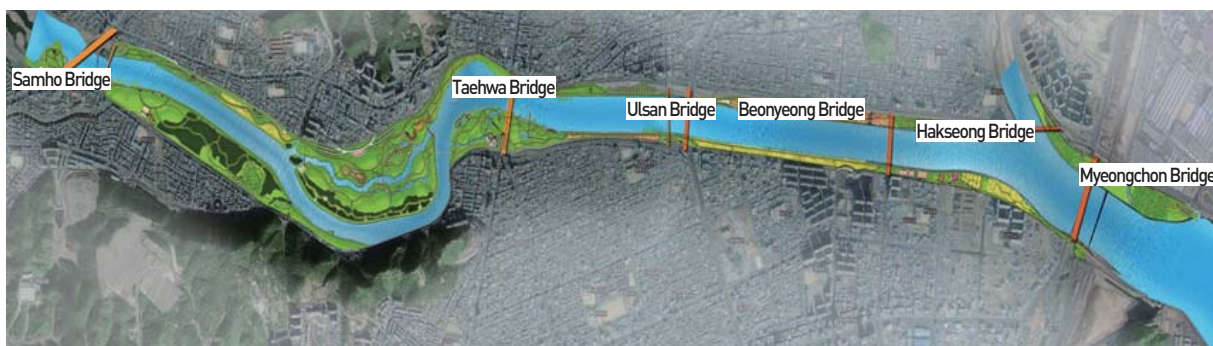 Samho Bridge
Taehwa Bridge
Ulsan Bridge
Beonyeong Bridge
Hakseong Bridge
Myeongchon Bridge